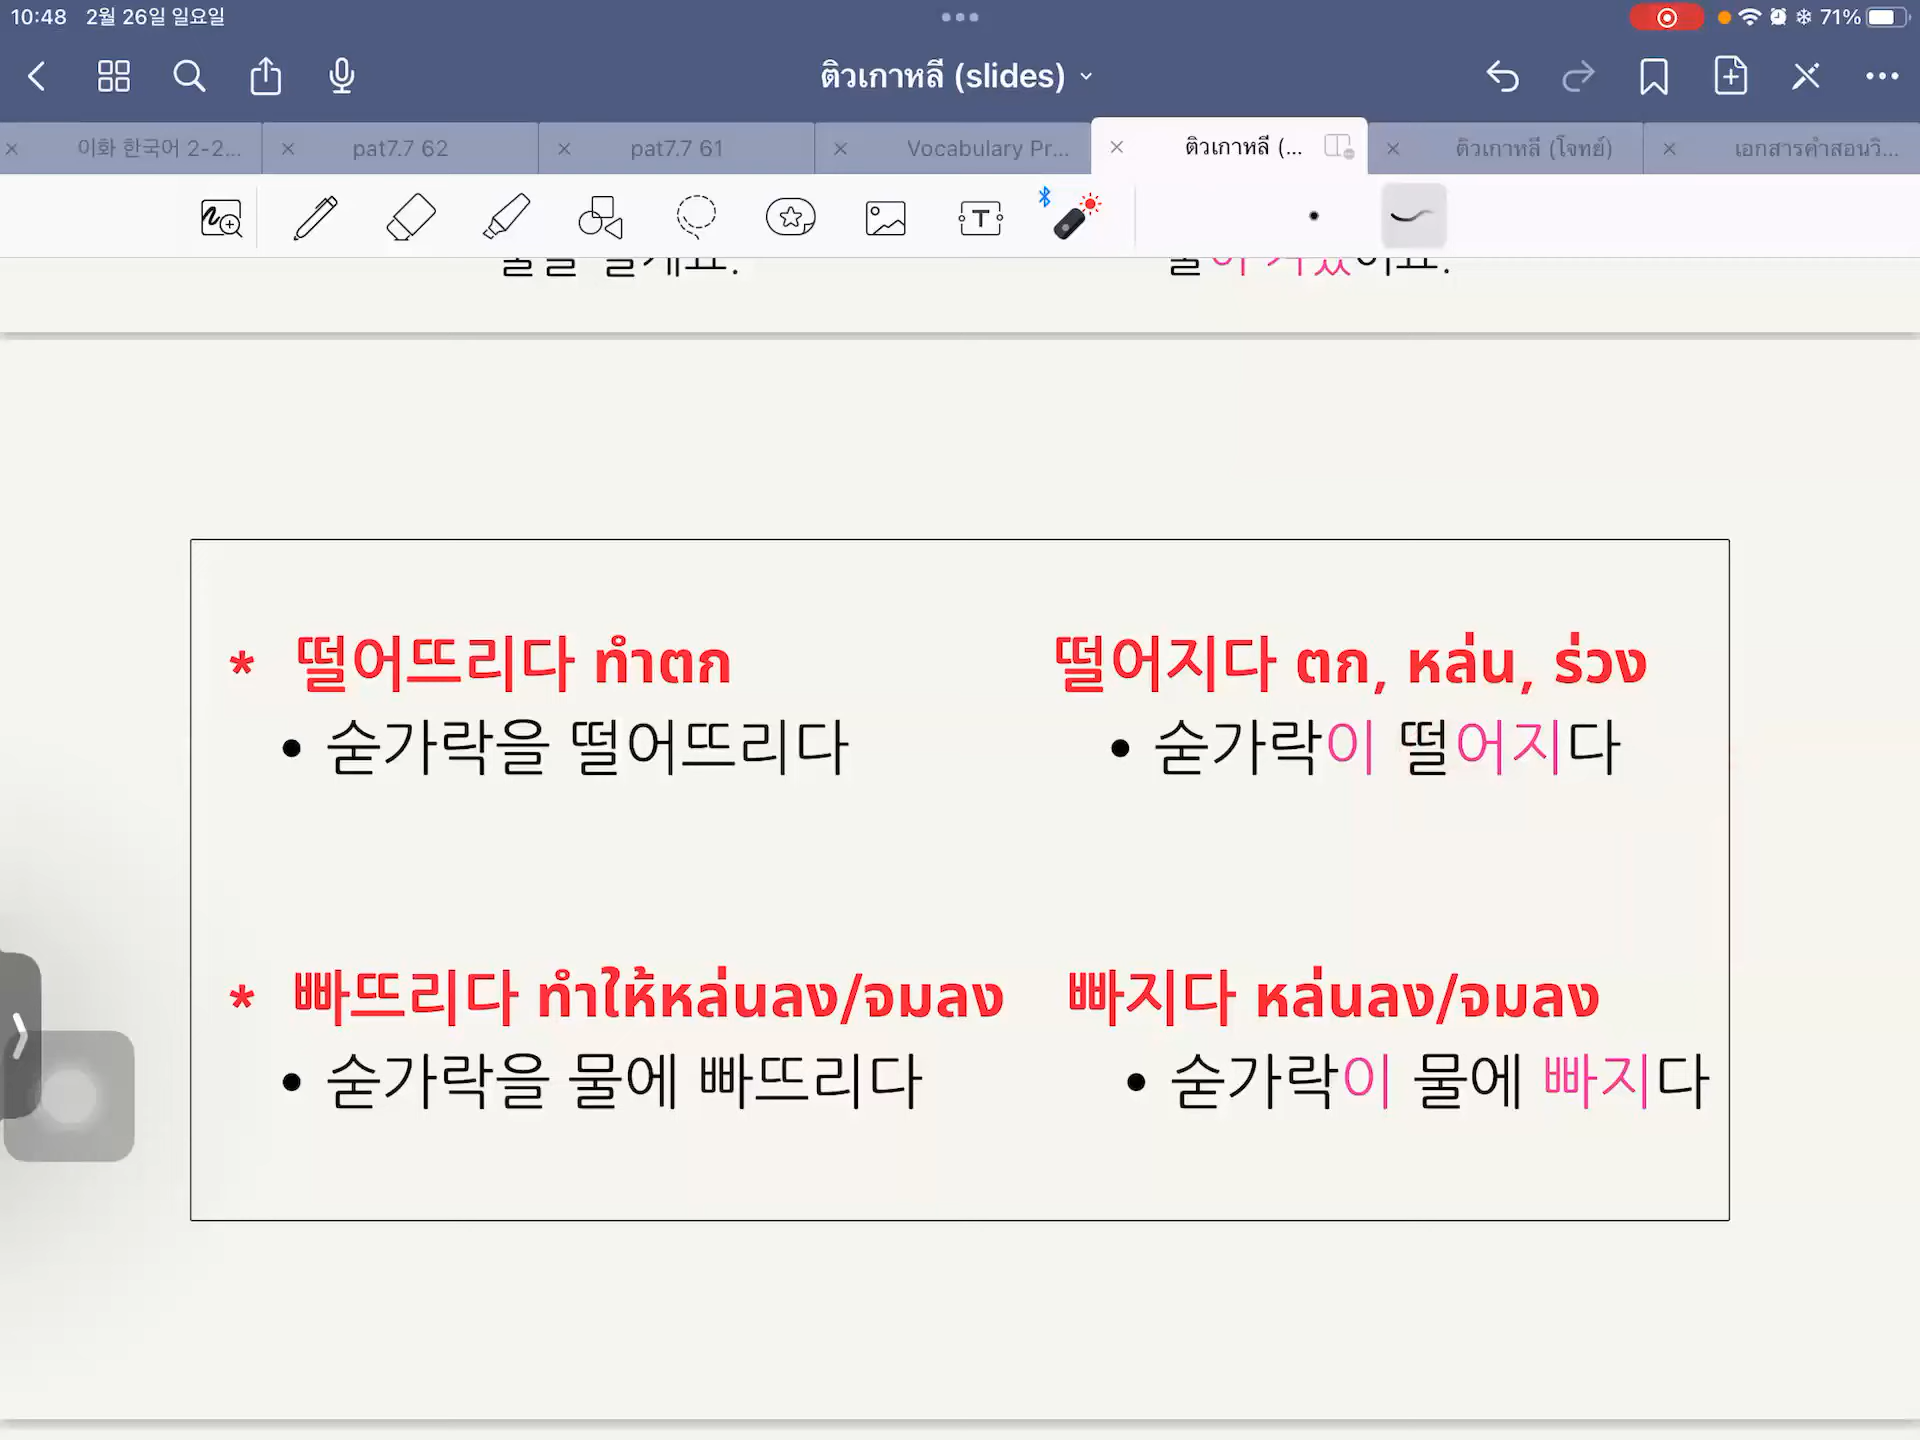 10:48 2월 26일 일요일
71%
ติวเกาหลี (slides)
이화 한국어 2-2...
pat7.7 62
pat7.7 61
Vocabulary Pr...
ติวเกาหลี (...
ติวเกาหลี (โจทย์)
เอกสารคำสอนวิ...
* 떨어뜨리다 ทำตก
떨어지다 ตก, หล่น, ร่วง
• 숟가락을 떨어뜨리다
• 숟가락이 떨어지다
* 빠뜨리다 ทำให้หล่นลง/จมลง
빠지다 หล่นลง/จมลง
• 숟가락을 물에 빠뜨리다
• 숟가락이 물에 빠지다